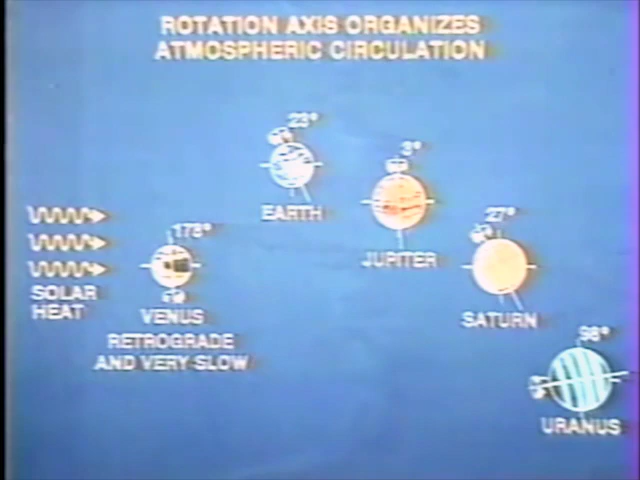 ROTATION AXIS ORGANIZES
ATMOSPHERIC CIRCULATION
23°
EARTH
3°
JUPITER
27°
SATURN
178°
SOLAR
HEAT
VENUS
RETROGRADE
AND VERY SLOW
98°
URANUS